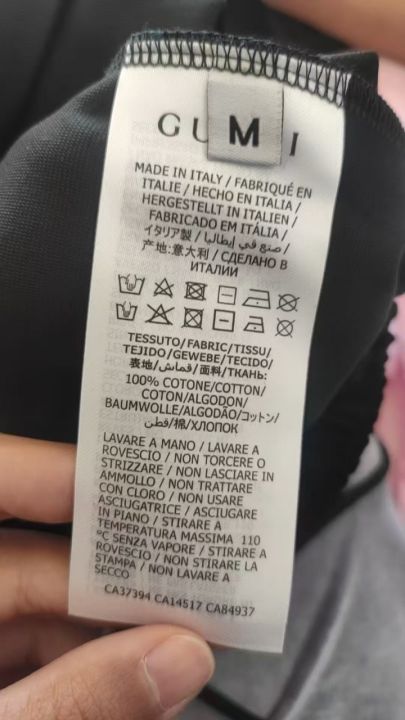 GU M I
MADE IN ITALY / FABRIQUÉ EN
ITALIE / HECHO EN ITALIA /
HERGESTELLT IN ITALIEN /
FABRICADO EM ITÁLIA /
イタリア製 / صنع في إيطاليا /
产地:意大利 / СДЕЛАНО В
ИТАЛИИ
TESSUTO/FABRIC/TISSU/
TEJIDO/GEWEBE/TECIDO/
表地/قماش/面料/ТКАНЬ:
100% COTONE/COTTON/
COTON/ALGODON/
BAUMWOLLE/ALGODÃO/コットン/
قطن/棉/ХЛОПОК
LAVARE A MANO / LAVARE A
ROVESCIO / NON TORCERE O
STRIZZARE / NON LASCIARE IN
AMMOLLO / NON TRATTARE
CON CLORO / NON USARE
ASCIUGATRICE / ASCIUGARE
IN PIANO / STIRARE A
TEMPERATURA MASSIMA 110
°C SENZA VAPORE / STIRARE A
ROVESCIO / NON STIRARE LA
STAMPA / NON LAVARE A
SECCO
CA37394 CA14517 CA84937